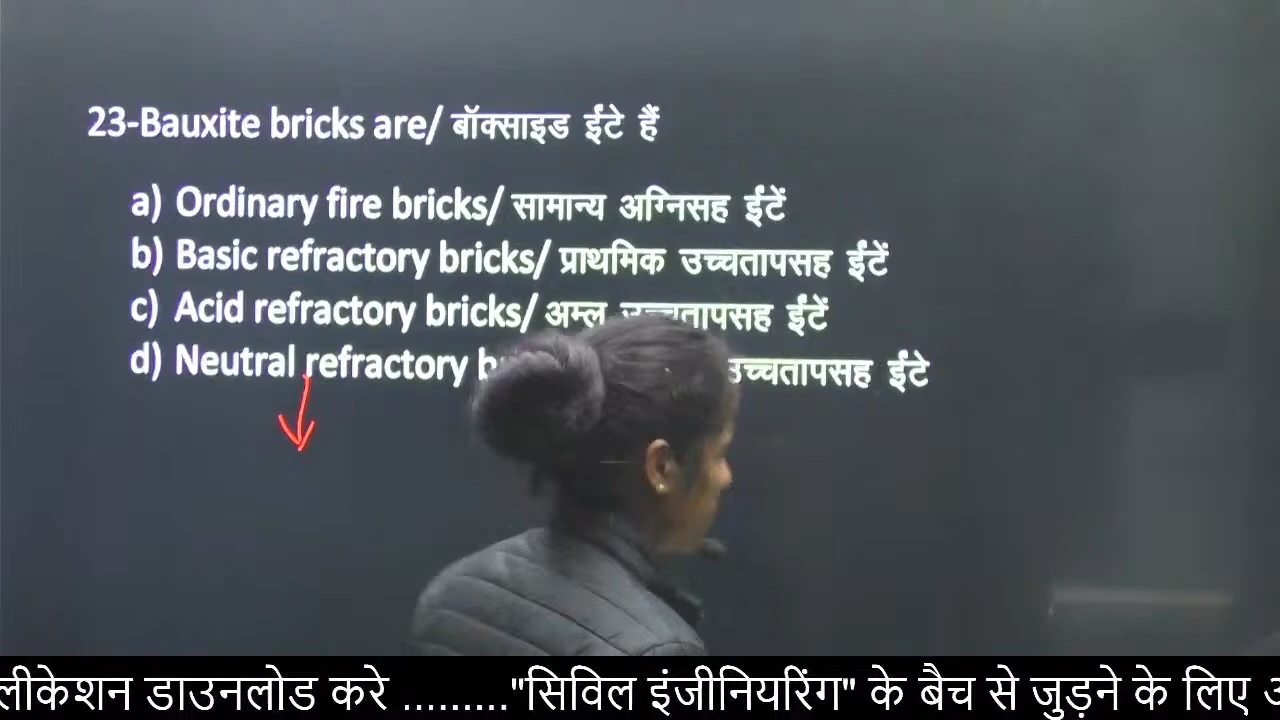 23-Bauxite bricks are/ बॉक्साइड ईंटे हैं
a) Ordinary fire bricks/ सामान्य अग्निसह ईंटें
b) Basic refractory bricks/ प्राथमिक उच्चतापसह ईंटें
c) Acid refractory bricks/ अम्ल उच्चतापसह ईंटें
d) Neutral refractory उच्चतापसह ईंटे
लीकेशन डाउनलोड करे ........."सिविल इंजीनियरिंग" के बैच से जुड़ने के लिए